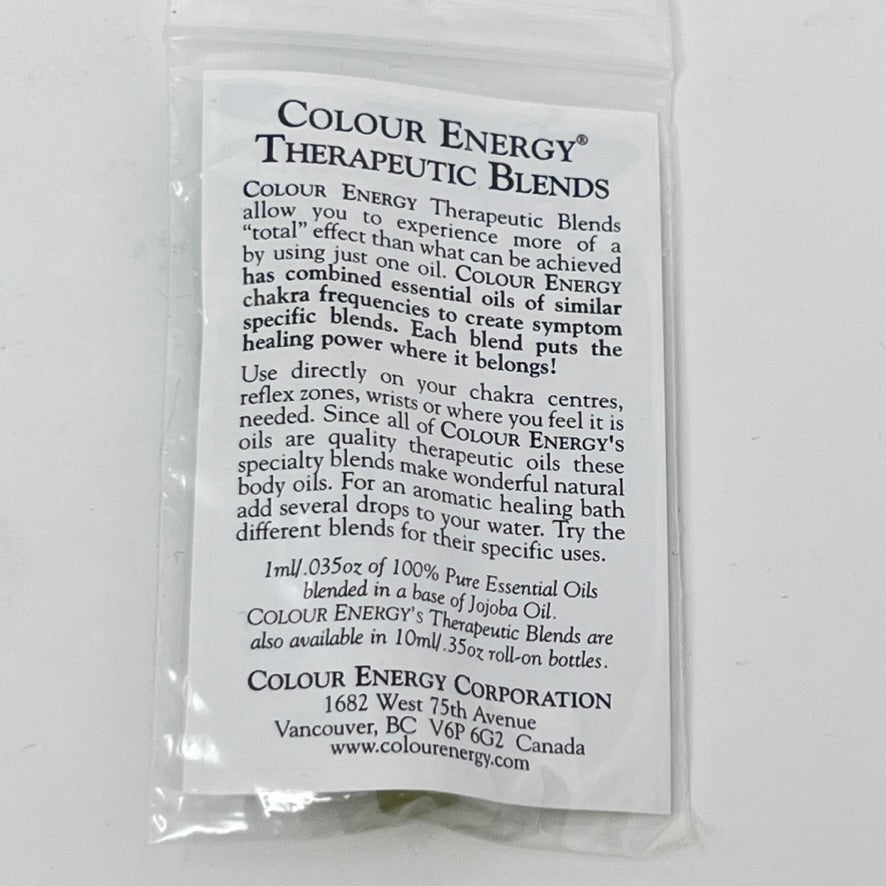 COLOUR ENERGY®
THERAPEUTIC BLENDS
COLOUR ENERGY Therapeutic Blends
allow you to experience more of a
“total” effect than what can be achieved
by using just one oil. COLOUR ENERGY
has combined essential oils of similar
chakra frequencies to create symptom
specific blends. Each blend puts the
healing power where it belongs!
Use directly on your chakra centres,
reflex zones, wrists or where you feel it is
needed. Since all of COLOUR ENERGY'S
oils are quality therapeutic oils these
specialty blends make wonderful natural
body oils. For an aromatic healing bath
add several drops to your water. Try the
different blends for their specific uses.
1ml/.035oz of 100% Pure Essential Oils
blended in a base of Jojoba Oil.
COLOUR ENERGY's Therapeutic Blends are
also available in 10ml/.35oz roll-on bottles.
COLOUR ENERGY CORPORATION
1682 West 75th Avenue
Vancouver, BC V6P 6G2 Canada
www.colourenergy.com